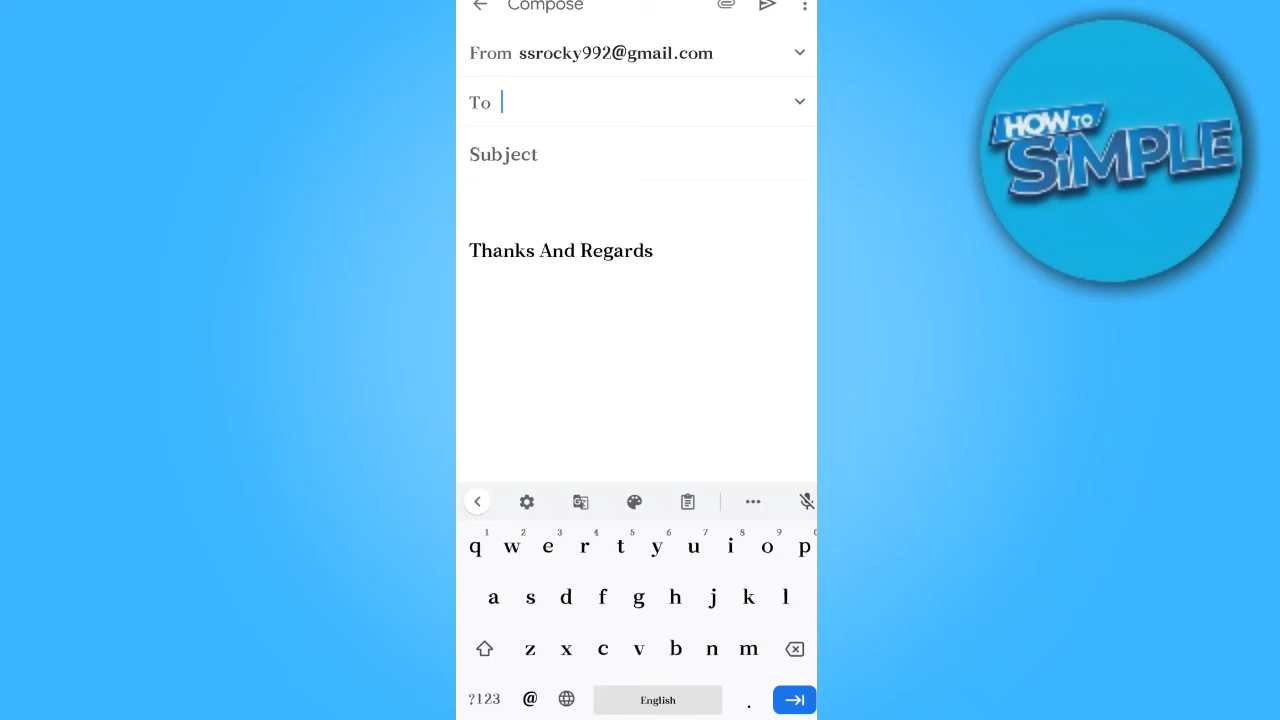 Compose
From ssrocky992@gmail.com
To
Subject
Thanks And Regards
HOW TO
SIMPLE
1 2 3 4 5 6 7 8 9 0
q w e r t y u i o p
a s d f g h j k l
z x c v b n m
?123 @ English .